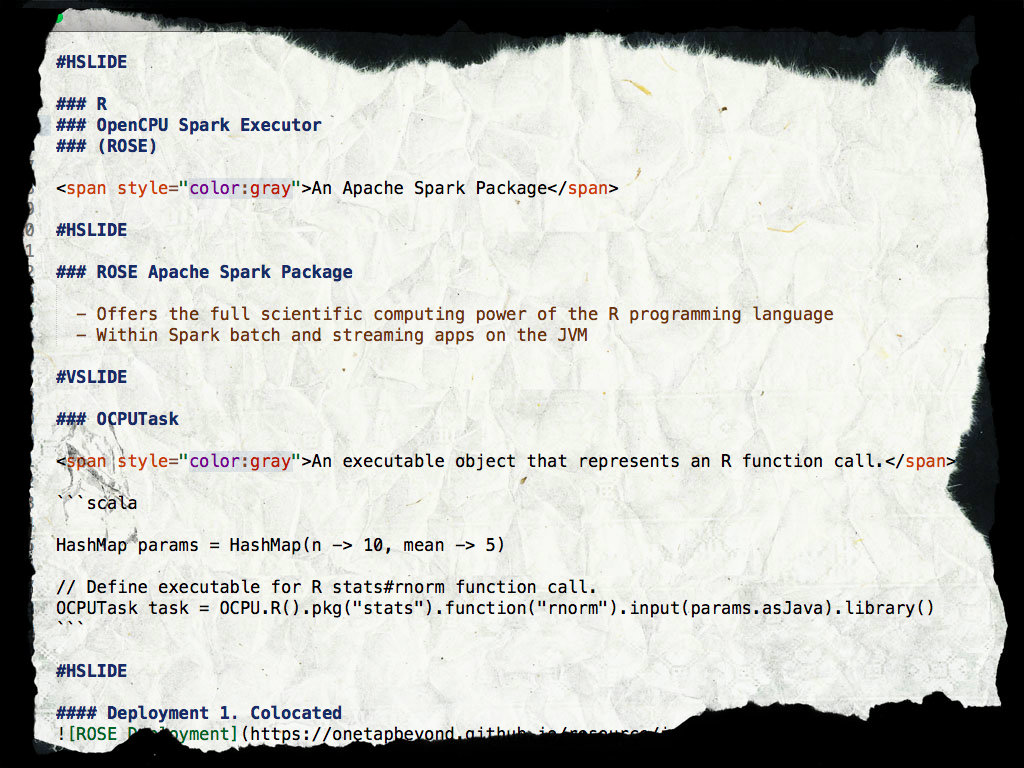 #HSLIDE
### R
### OpenCPU Spark Executor
### (ROSE)
<span style="color:gray">An Apache Spark Package</span>
#HSLIDE
### ROSE Apache Spark Package
– Offers the full scientific computing power of the R programming language
– Within Spark batch and streaming apps on the JVM
#VSLIDE
### OCPUTask
<span style="color:gray">An executable object that represents an R function call.</span>
```scala
HashMap params = HashMap(n -> 10, mean -> 5)
// Define executable for R stats#rnorm function call.
OCPUTask task = OCPU.R().pkg("stats").function("rnorm").input(params.asJava).library()
```
#HSLIDE
#### Deployment 1. Colocated
![ROSE Deployment](https://onetapbeyond.github.io/resource/